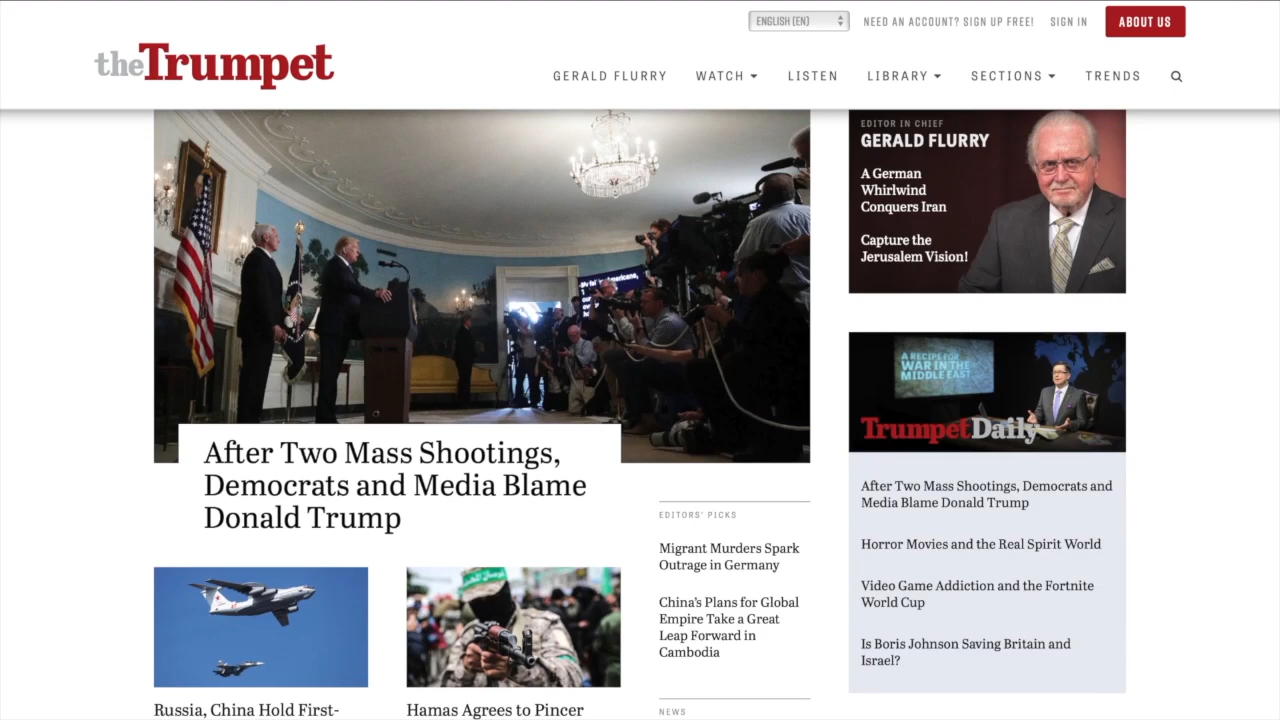 ENGLISH (EN)
NEED AN ACCOUNT? SIGN UP FREE!
SIGN IN
ABOUT US
theTrumpet
GERALD FLURRY
WATCH
LISTEN
LIBRARY
SECTIONS
TRENDS
EDITOR IN CHIEF
GERALD FLURRY
A German
Whirlwind
Conquers Iran
Capture the
Jerusalem Vision!
After Two Mass Shootings,
Democrats and Media Blame
Donald Trump
EDITORS' PICKS
Migrant Murders Spark
Outrage in Germany
China's Plans for Global
Empire Take a Great
Leap Forward in
Cambodia
NEWS
A RECIPE FOR
WAR IN THE
MIDDLE EAST
TrumpetDaily
After Two Mass Shootings, Democrats and
Media Blame Donald Trump
Horror Movies and the Real Spirit World
Video Game Addiction and the Fortnite
World Cup
Is Boris Johnson Saving Britain and
Israel?
Russia, China Hold First-
Hamas Agrees to Pincer